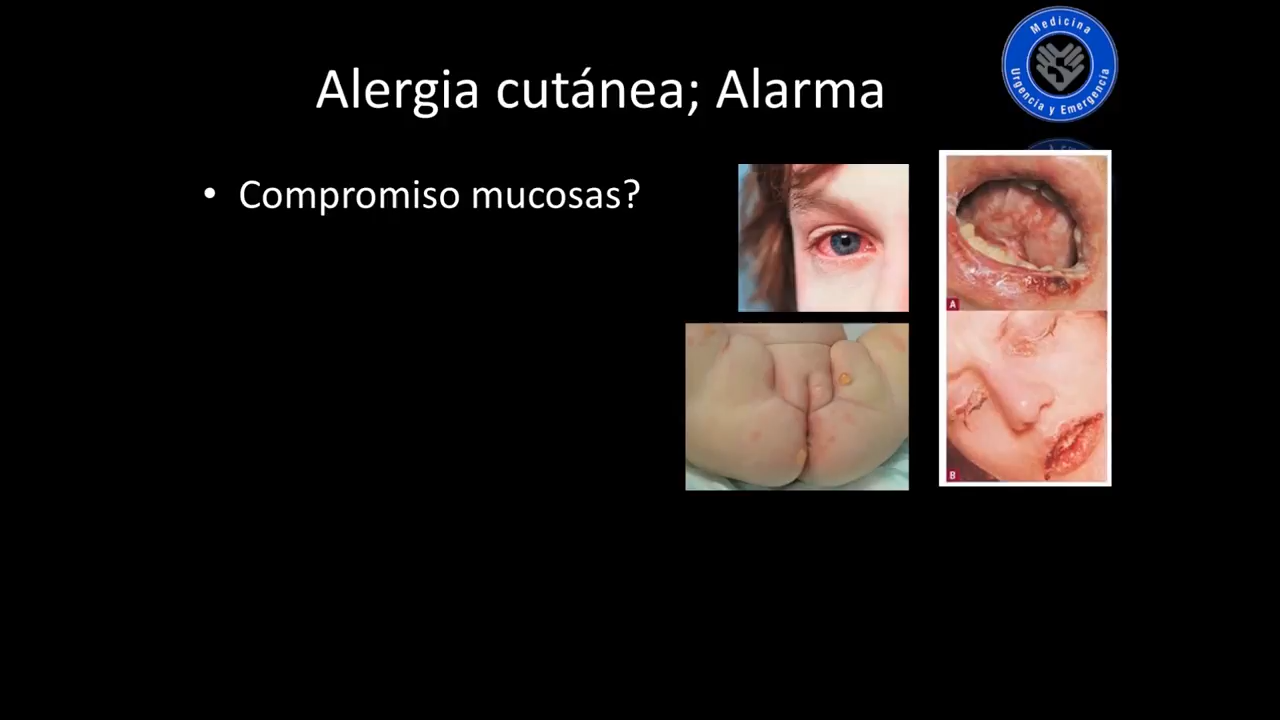 Medicina
Urgencia y Emergencia
Alergia cutánea; Alarma
• Compromiso mucosas?
A
B